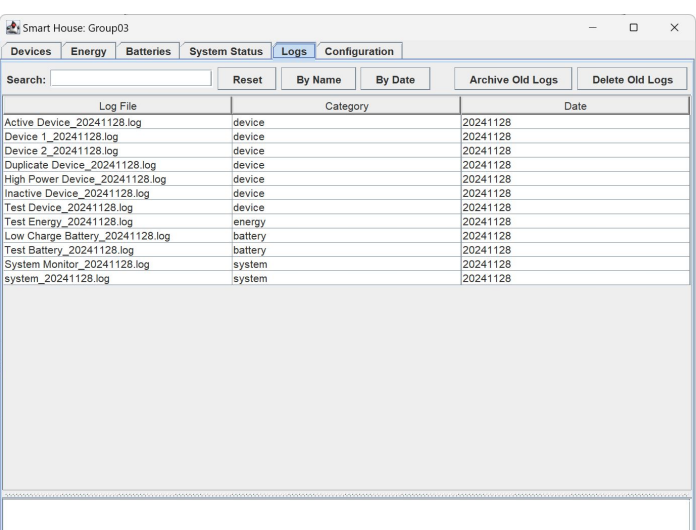 Smart House: Group03
Devices Energy Batteries System Status Logs Configuration
Search: Reset By Name By Date Archive Old Logs Delete Old Logs
Log File Category Date
Active Device_20241128.log device 20241128
Device 1_20241128.log device 20241128
Device 2_20241128.log device 20241128
Duplicate Device_20241128.log device 20241128
High Power Device_20241128.log device 20241128
Inactive Device_20241128.log device 20241128
Test Device_20241128.log device 20241128
Test Energy_20241128.log energy 20241128
Low Charge Battery_20241128.log battery 20241128
Test Battery_20241128.log battery 20241128
System Monitor_20241128.log system 20241128
system_20241128.log system 20241128